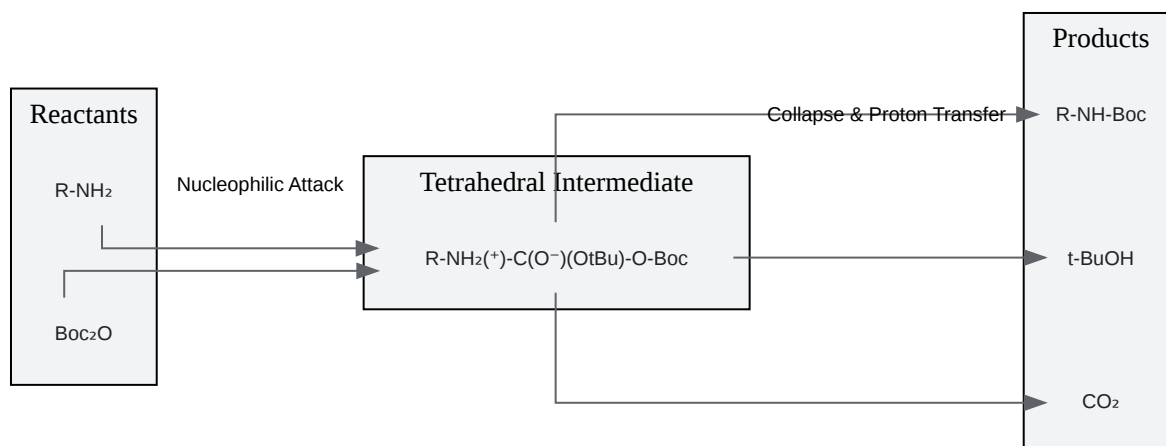 Reactants
R-NH₂
Boc₂O
Nucleophilic Attack
Tetrahedral Intermediate
R-NH₂(⁺)-C(O⁻)(OtBu)-O-Boc
Collapse & Proton Transfer
Products
R-NH-Boc
t-BuOH
CO₂